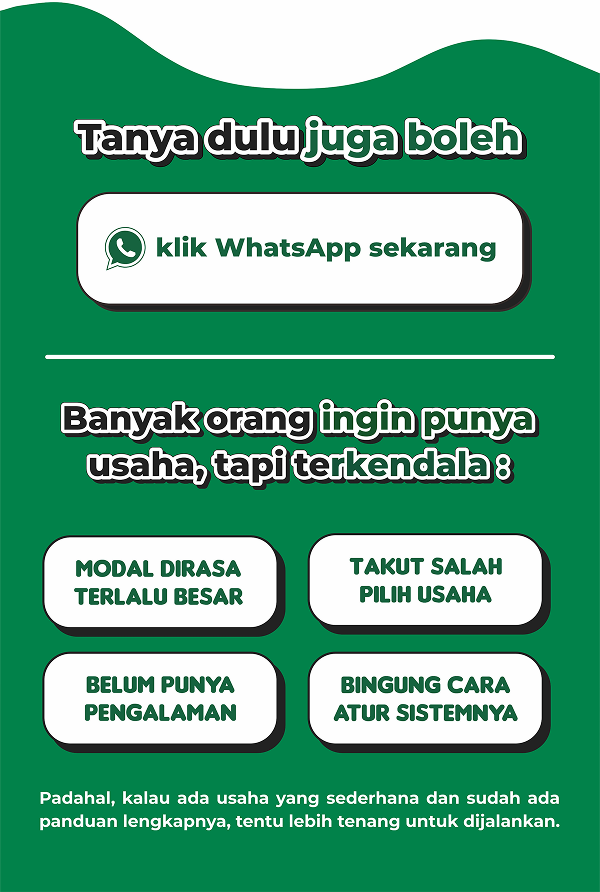 Tanya dulu juga boleh
klik WhatsApp sekarang
Banyak orang ingin punya
usaha, tapi terkendala :
MODAL DIRASA
TERLALU BESAR
TAKUT SALAH
PILIH USAHA
BELUM PUNYA
PENGALAMAN
BINGUNG CARA
ATUR SISTEMNYA
Padahal, kalau ada usaha yang sederhana dan sudah ada
panduan lengkapnya, tentu lebih tenang untuk dijalankan.